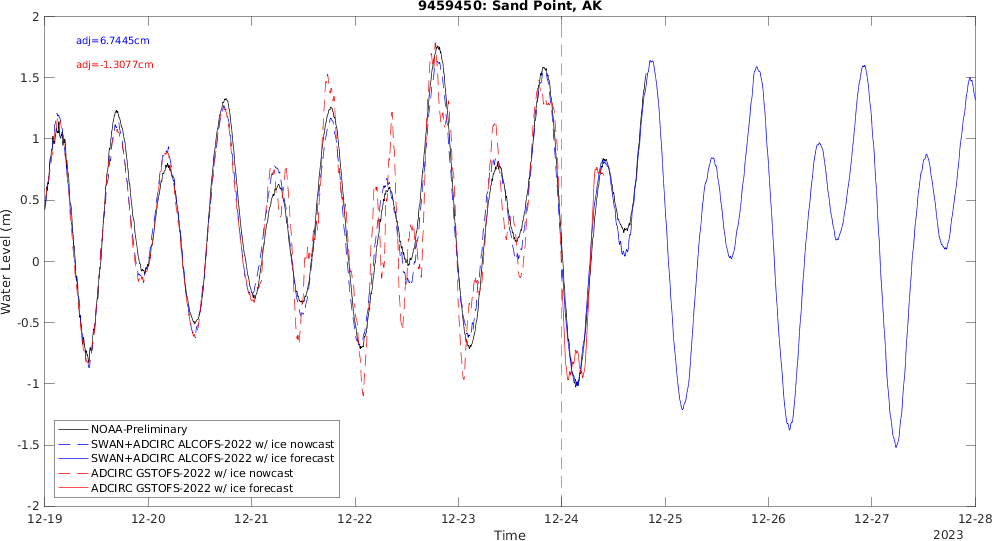 9459450: Sand Point, AK
adj=6.7445cm
adj=-1.3077cm
Water Level (m)
2
1.5
1
0.5
0
-0.5
-1
-1.5
-2
NOAA-Preliminary
SWAN+ADCIRC ALCOFS-2022 w/ ice nowcast
SWAN+ADCIRC ALCOFS-2022 w/ ice forecast
ADCIRC GSTOFS-2022 w/ ice nowcast
ADCIRC GSTOFS-2022 w/ ice forecast
12-19 12-20 12-21 12-22 12-23 12-24 12-25 12-26 12-27 12-28
Time
2023